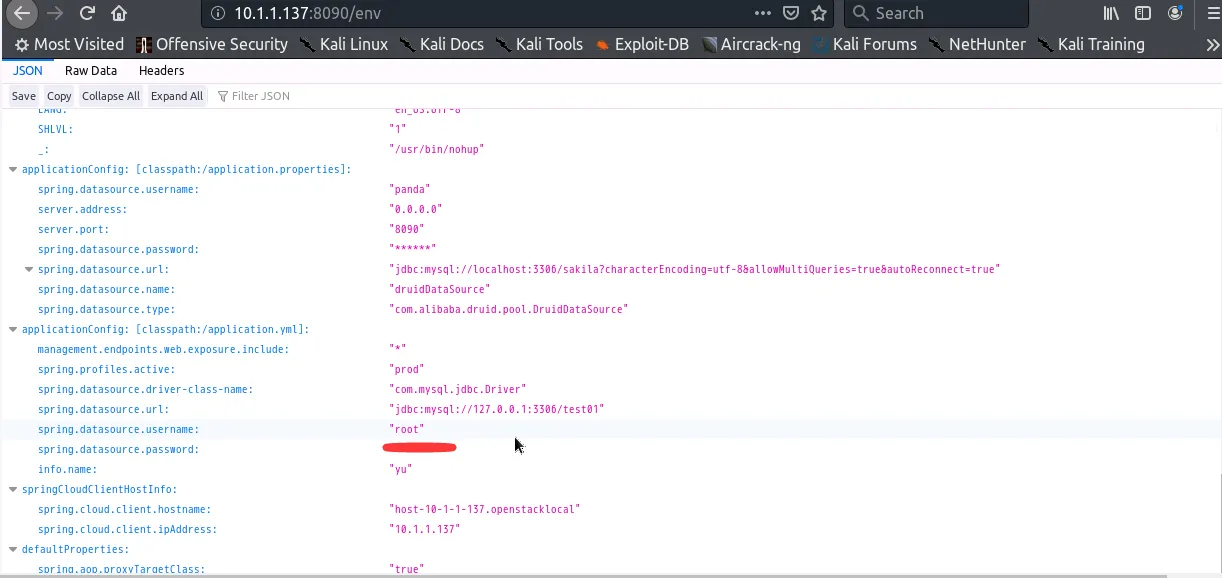 10.1.1.137:8090/env
Search
Most Visited Offensive Security Kali Linux Kali Docs Kali Tools Exploit-DB Aircrack-ng Kali Forums NetHunter Kali Training
JSON Raw Data Headers
Save Copy Collapse All Expand All Filter JSON
LANG: "en_US.UTF-8"
SHLVL: "1"
_: "/usr/bin/nohup"
applicationConfig: [classpath:/application.properties]:
spring.datasource.username: "panda"
server.address: "0.0.0.0"
server.port: "8090"
spring.datasource.password: "******"
spring.datasource.url: "jdbc:mysql://localhost:3306/sakila?characterEncoding=utf-8&allowMultiQueries=true&autoReconnect=true"
spring.datasource.name: "druidDataSource"
spring.datasource.type: "com.alibaba.druid.pool.DruidDataSource"
applicationConfig: [classpath:/application.yml]:
management.endpoints.web.exposure.include: "*"
spring.profiles.active: "prod"
spring.datasource.driver-class-name: "com.mysql.jdbc.Driver"
spring.datasource.url: "jdbc:mysql://127.0.0.1:3306/test01"
spring.datasource.username: "root"
spring.datasource.password:
info.name: "yu"
springCloudClientHostInfo:
spring.cloud.client.hostname: "host-10-1-1-137.openstacklocal"
spring.cloud.client.ipAddress: "10.1.1.137"
defaultProperties:
spring.aop.proxyTargetClass: "true"